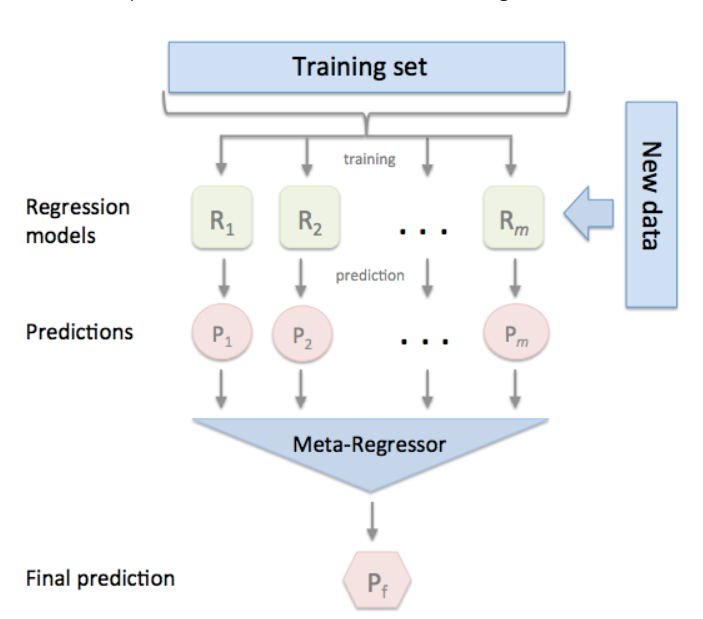 Training set
training
New data
Regression
models
R1
R2
. . .
Rm
prediction
Predictions
P1
P2
. . .
Pm
Meta-Regressor
Final prediction
Pf